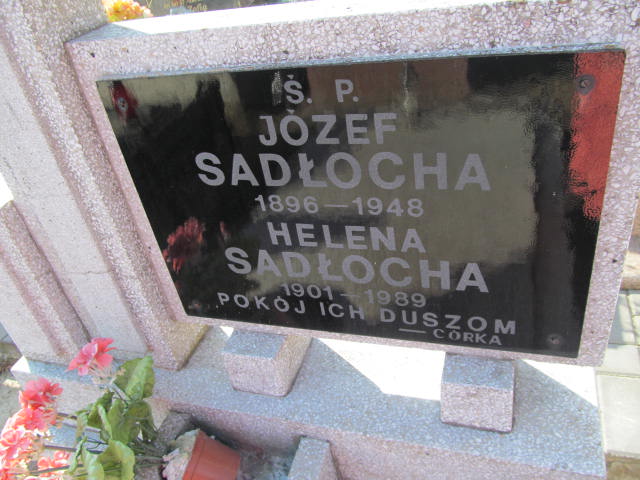 Ś. P.
JÓZEF
SADŁOCHA
1896 — 1948
HELENA
SADŁOCHA
1901 — 1989
POKÓJ ICH DUSZOM
— CÓRKA